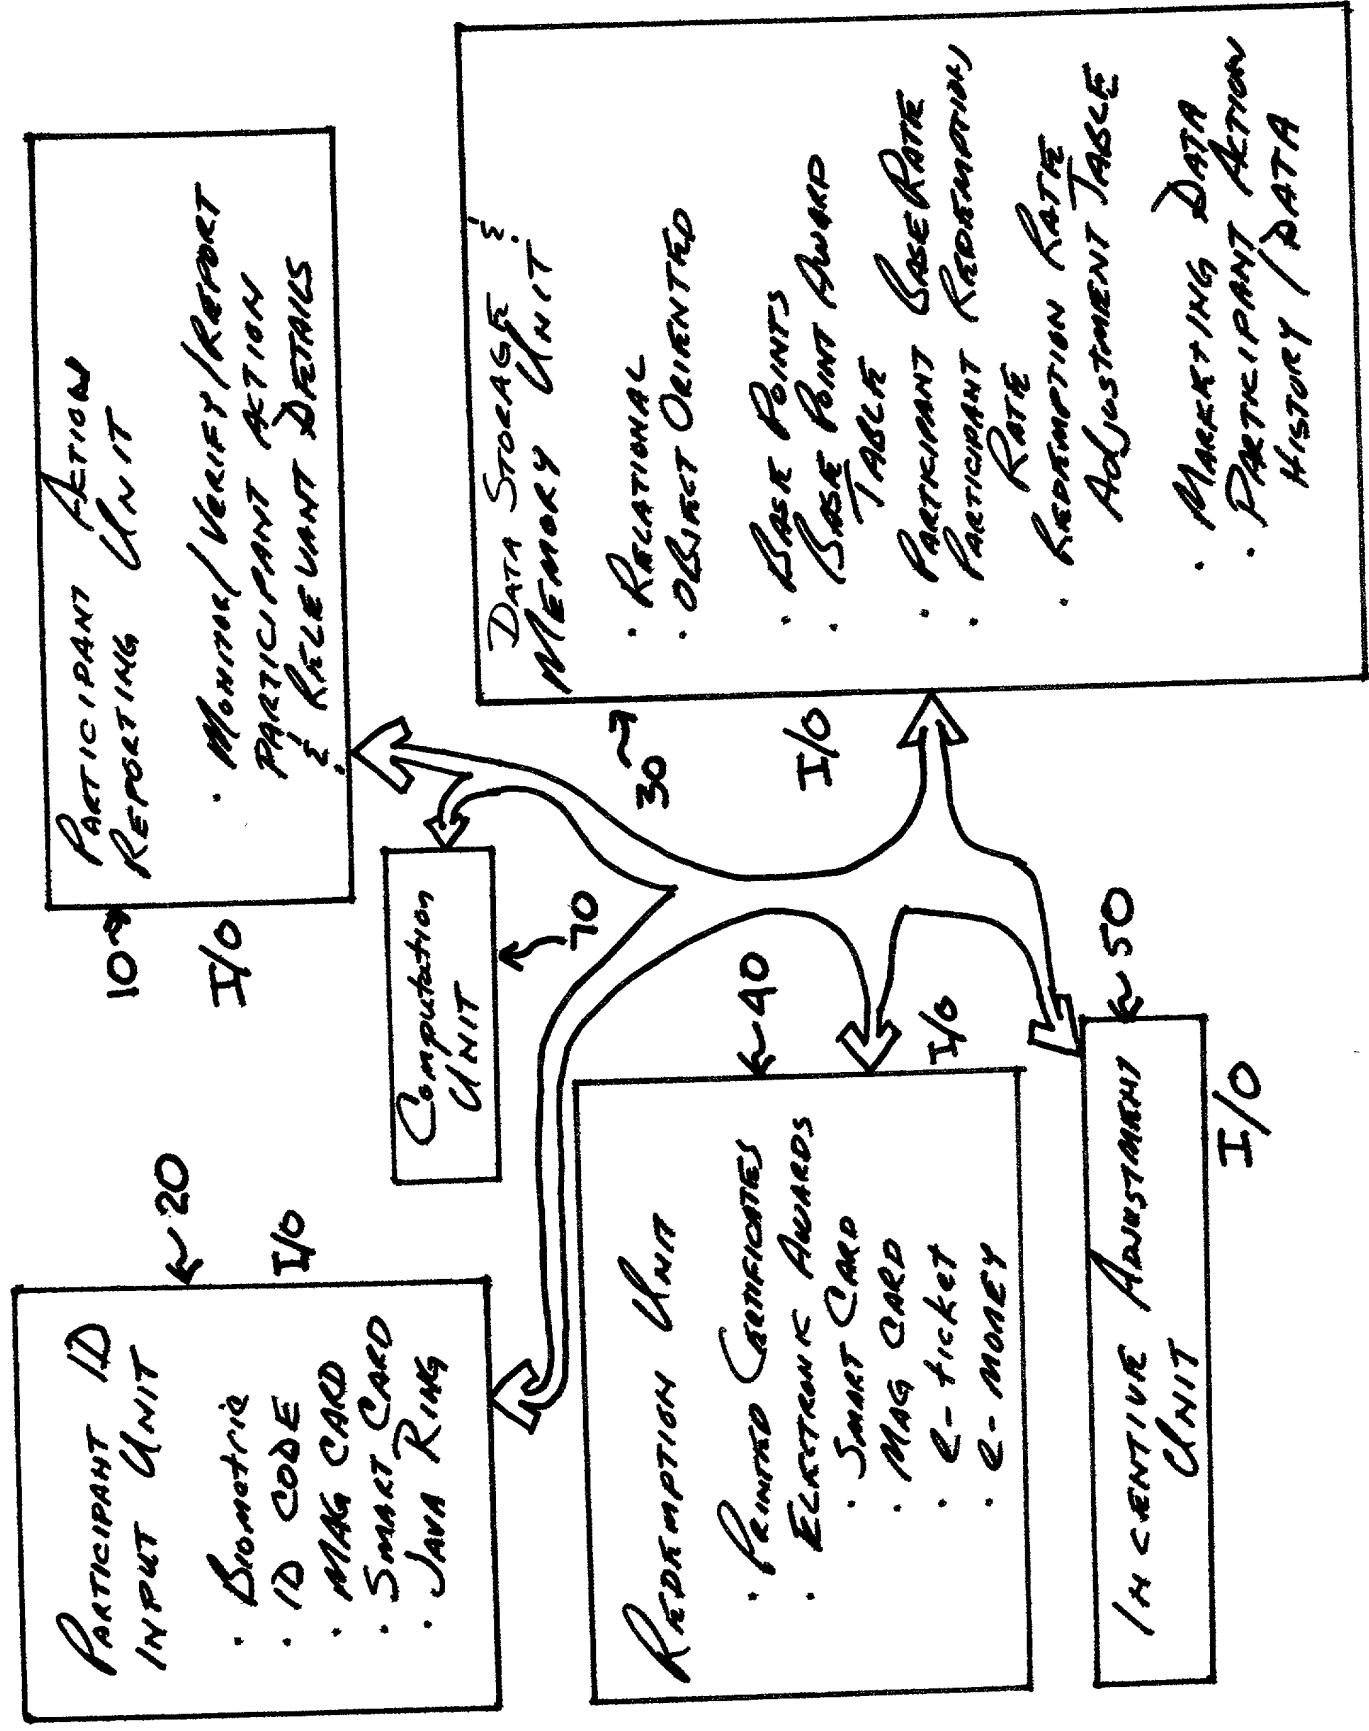 PARTICIPANT ID
INPUT UNIT
· Biometric
· ID CODE
· MAG CARD
· SMART CARD
· JAVA RING
20
I/O
PARTICIPANT ACTION
REPORTING UNIT
· MONITOR/VERIFY/REPORT
PARTICIPANT ACTION
& RELEVANT DETAILS
10
I/O
Computation
UNIT
70
REDEMPTION UNIT
· PRINTED CERTIFICATES
· ELECTRONIC AWARDS
· SMART CARD
· MAG CARD
· e-ticket
· e-MONEY
40
I/O
DATA STORAGE &
MEMORY UNIT
· RELATIONAL
· OBJECT ORIENTED
· BASE POINTS
· BASE POINT AWARD
TABLE
· PARTICIPANT BASE RATE
· PARTICIPANT REDEMPTION
RATE
· REDEMPTION RATE
ADJUSTMENT TABLE
· MARKETING DATA
· PARTICIPANT ACTION
HISTORY/DATA
30
I/O
INCENTIVE ADJUSTMENT
UNIT
50
I/O